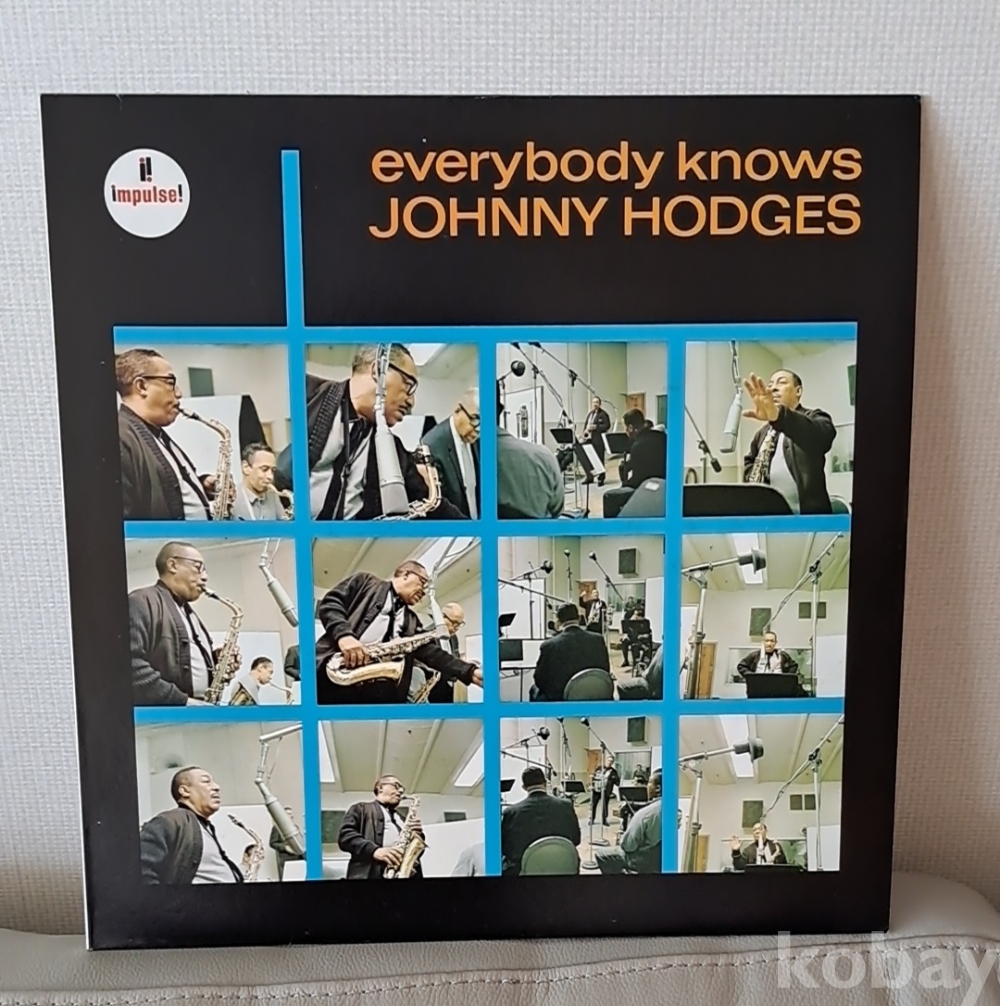 i!
impulse!
everybody knows
JOHNNY HODGES
kobay